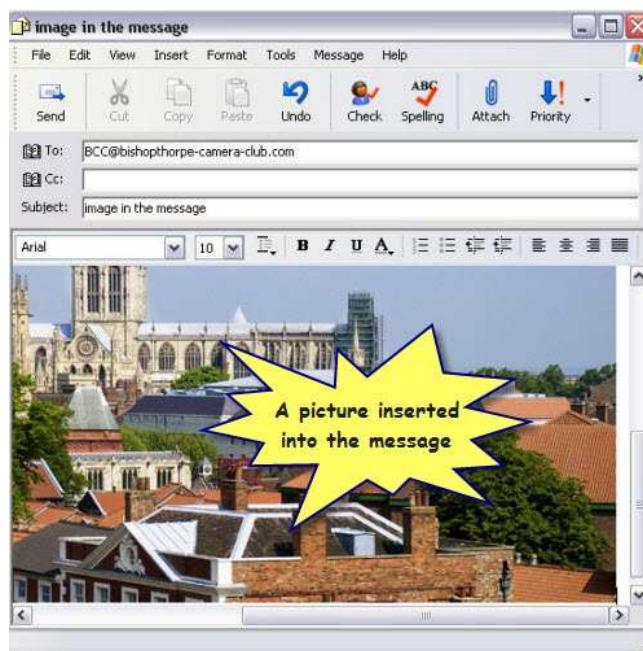 image in the message
File Edit View Insert Format Tools Message Help
ABC
Send Cut Copy Paste Undo Check Spelling Attach Priority
To: BCC@bishopthorpe-camera-club.com
Cc:
Subject: image in the message
Arial 10 B I U A
A picture inserted
into the message